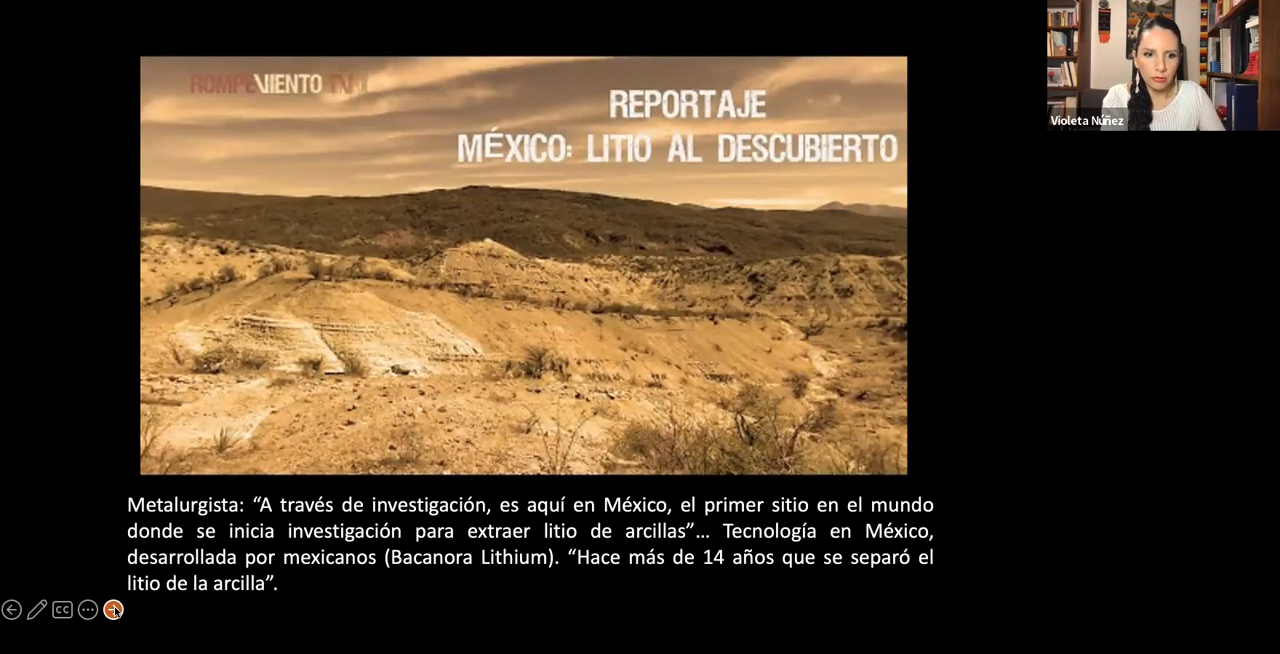 ROMPEVIENTO TV
REPORTAJE
MÉXICO: LITIO AL DESCUBIERTO
Violeta Núñez
Metalurgista: “A través de investigación, es aquí en México, el primer sitio en el mundo
donde se inicia investigación para extraer litio de arcillas”… Tecnología en México,
desarrollada por mexicanos (Bacanora Lithium). “Hace más de 14 años que se separó el
litio de la arcilla”.
CC